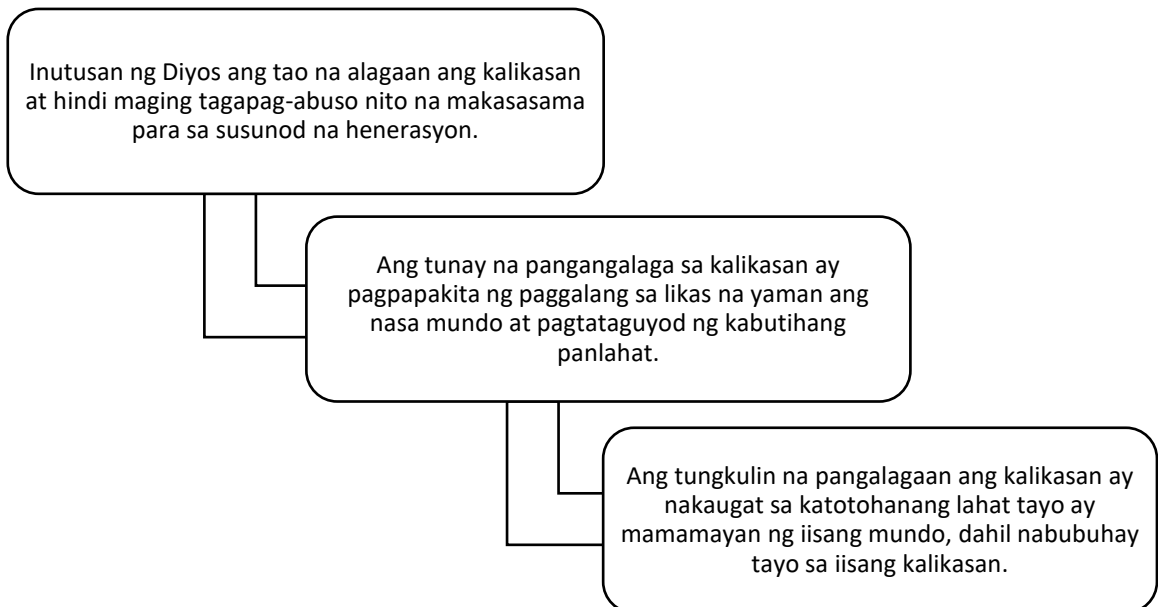 Inutusan ng Diyos ang tao na alagaan ang kalikasan
at hindi maging tagapag-abuso nito na makasasama
para sa susunod na henerasyon.
Ang tunay na pangangalaga sa kalikasan ay
pagpapakita ng paggalang sa likas na yaman ang
nasa mundo at pagtataguyod ng kabutihang
panlahat.
Ang tungkulin na pangalagaan ang kalikasan ay
nakaugat sa katotohanang lahat tayo ay
mamamayan ng iisang mundo, dahil nabubuhay
tayo sa iisang kalikasan.